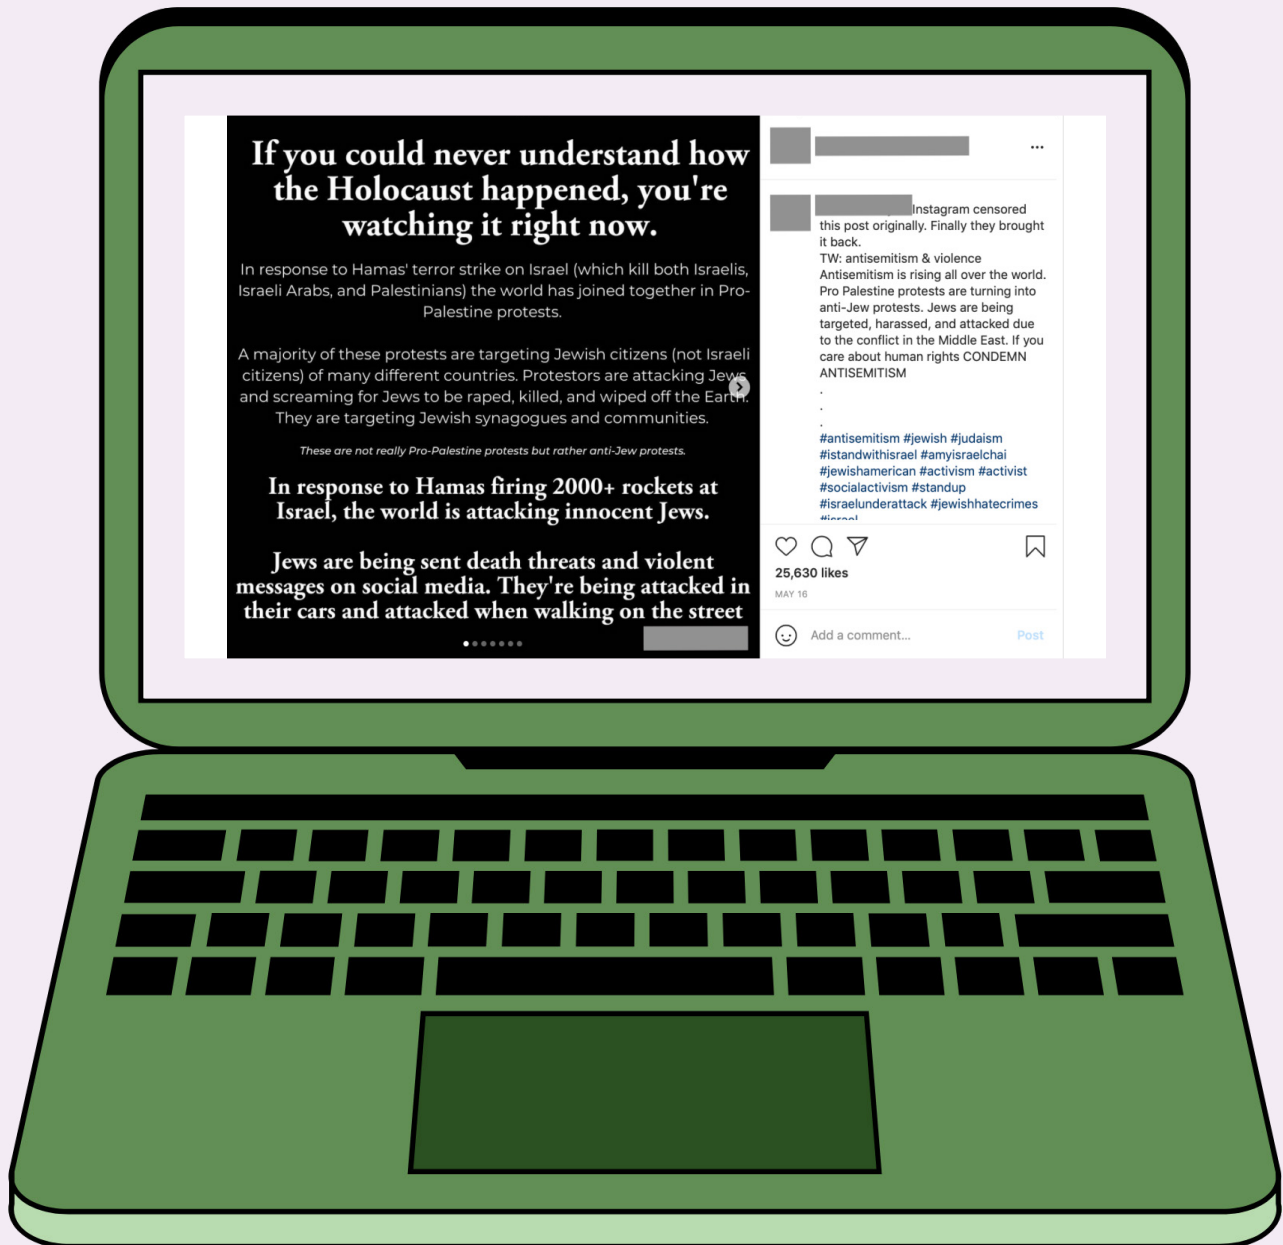 If you could never understand how
the Holocaust happened, you're
watching it right now.
In response to Hamas' terror strike on Israel (which kill both Israelis,
Israeli Arabs, and Palestinians) the world has joined together in Pro-
Palestine protests.
A majority of these protests are targeting Jewish citizens (not Israeli
citizens) of many different countries. Protestors are attacking Jews
and screaming for Jews to be raped, killed, and wiped off the Earth.
They are targeting Jewish synagogues and communities.
These are not really Pro-Palestine protests but rather anti-Jew protests.
In response to Hamas firing 2000+ rockets at
Israel, the world is attacking innocent Jews.
Jews are being sent death threats and violent
messages on social media. They're being attacked in
their cars and attacked when walking on the street
Instagram censored
this post originally. Finally they brought
it back.
TW: antisemitism & violence
Antisemitism is rising all over the world.
Pro Palestine protests are turning into
anti-Jew protests. Jews are being
targeted, harassed, and attacked due
to the conflict in the Middle East. If you
care about human rights CONDEMN
ANTISEMITISM
.
.
.
#antisemitism #jewish #judaism
#istandwithisrael #amyisraelchai
#jewishamerican #activism #activist
#socialactivism #standup
#israelunderattack #jewishhatecrimes
#israel
25,630 likes
MAY 16
Add a comment...
Post